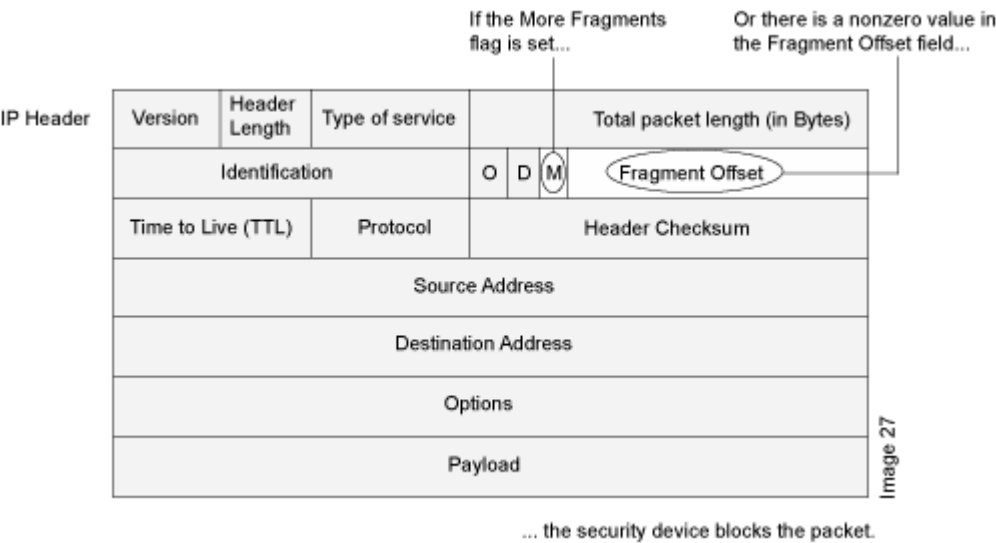 If the More Fragments
flag is set...
Or there is a nonzero value in
the Fragment Offset field...
IP Header
Version
Header
Length
Type of service
Total packet length (in Bytes)
Identification
O
D
M
Fragment Offset
Time to Live (TTL)
Protocol
Header Checksum
Source Address
Destination Address
Options
Payload
Image 27
... the security device blocks the packet.